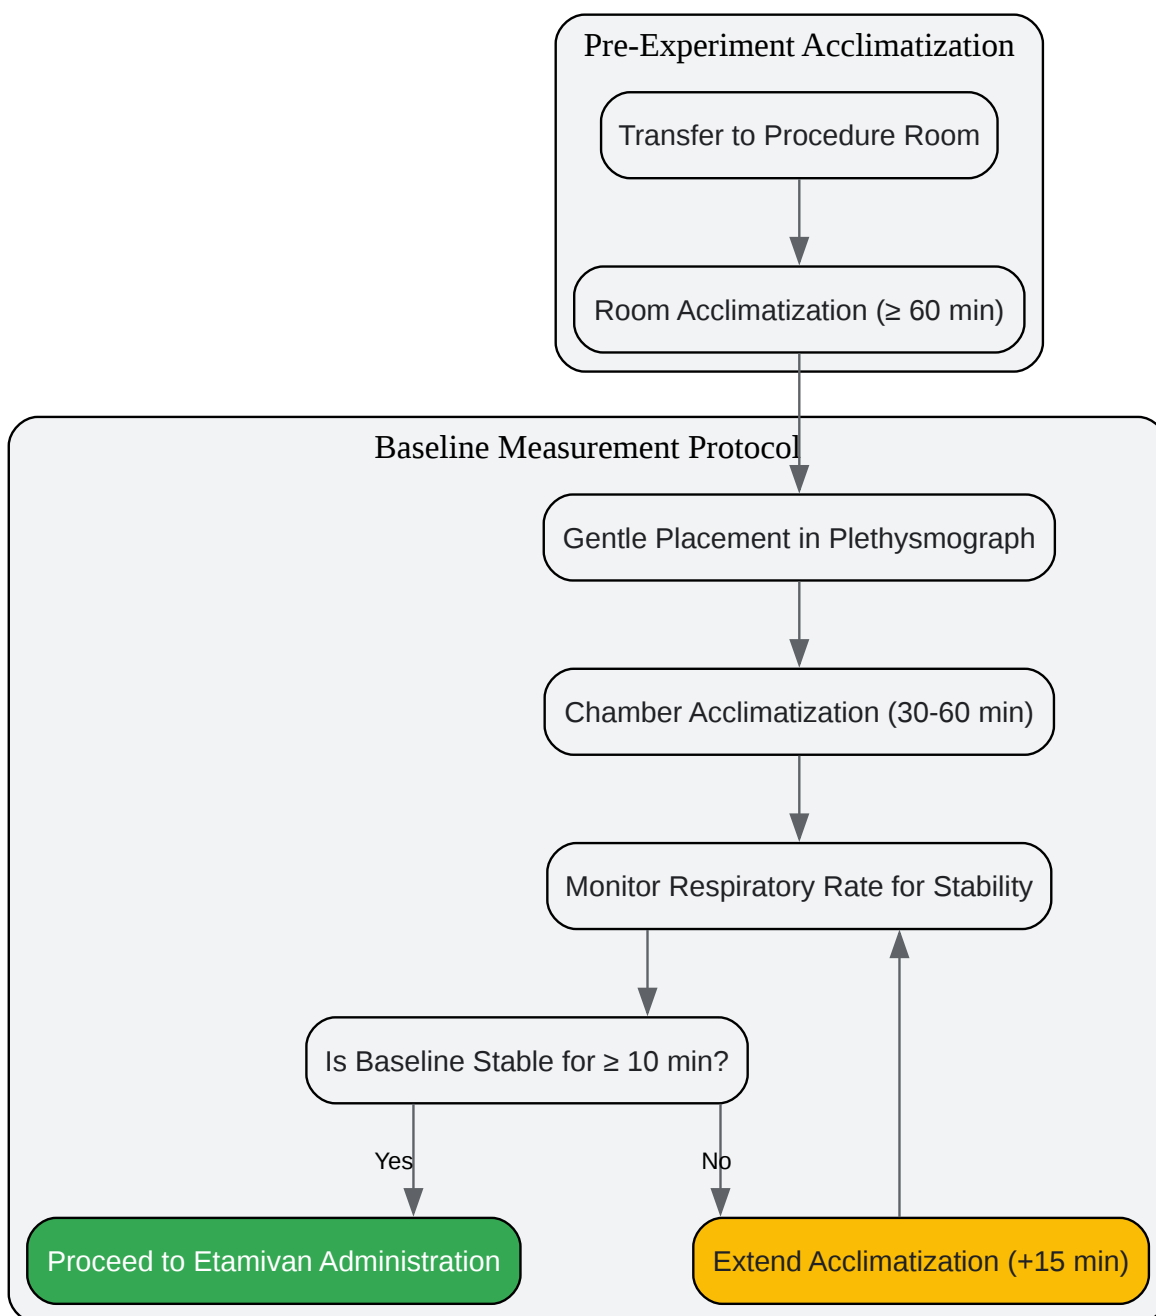 Pre-Experiment Acclimatization
Transfer to Procedure Room
Room Acclimatization (≥ 60 min)
Baseline Measurement Protocol
Gentle Placement in Plethysmograph
Chamber Acclimatization (30-60 min)
Monitor Respiratory Rate for Stability
Is Baseline Stable for ≥ 10 min?
Yes
No
Proceed to Etamivan Administration
Extend Acclimatization (+15 min)